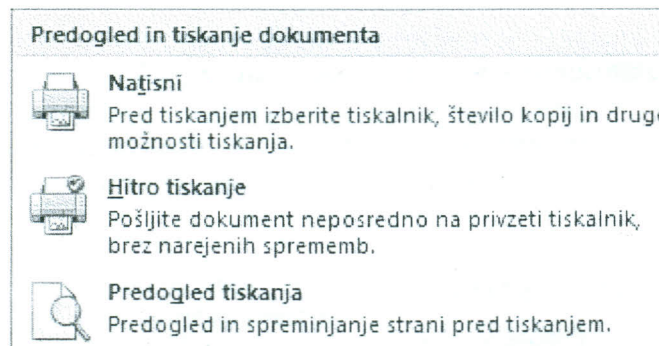 Predogled in tiskanje dokumenta
Natisni
Pred tiskanjem izberite tiskalnik, število kopij in druge
možnosti tiskanja.
Hitro tiskanje
Pošljite dokument neposredno na privzeti tiskalnik,
brez narejenih sprememb.
Predogled tiskanja
Predogled in spreminjanje strani pred tiskanjem.